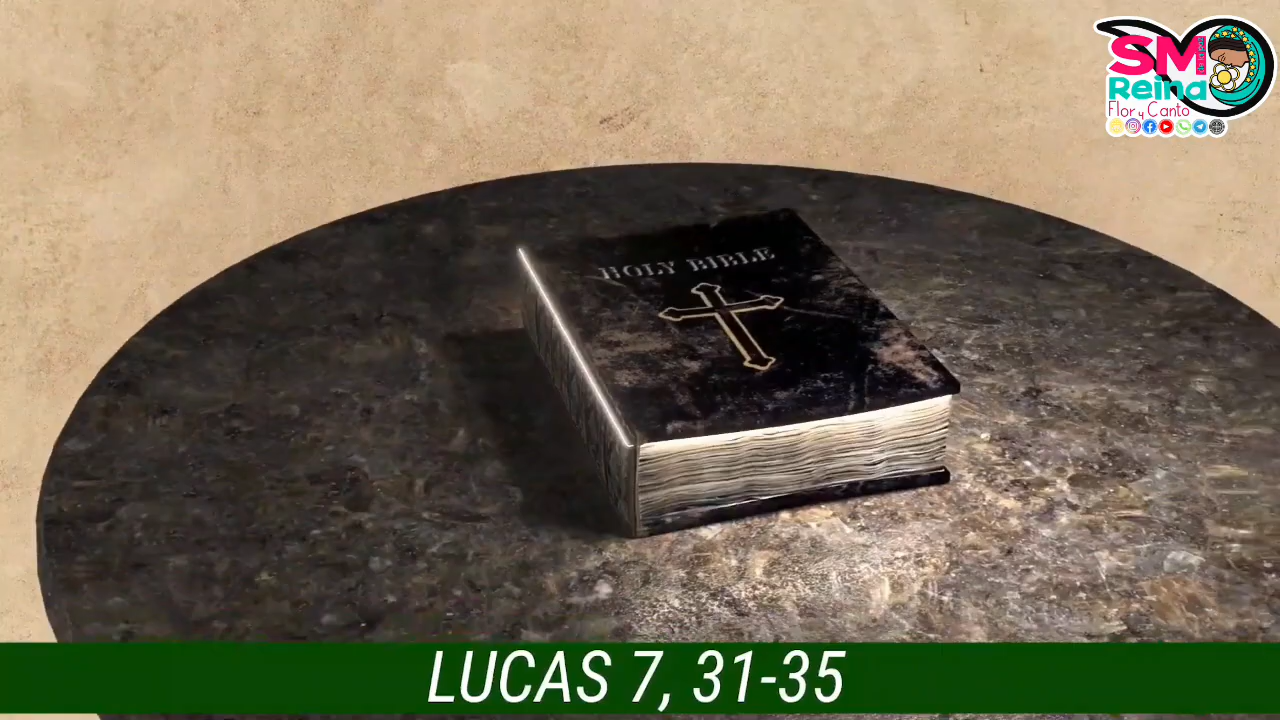 SM
Reina
Flor y Canto
HOLY BIBLE
LUCAS 7, 31-35